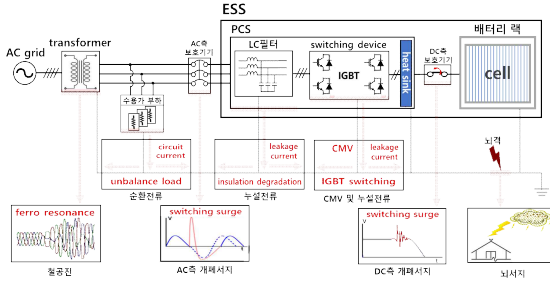 ESS
PCS
배터리 랙
AC grid
transformer
AC측
보호기기
LC필터
switching device
IGBT
heat sink
DC측
보호기기
cell
수용가 부하
circuit
current
unbalance load
순환전류
leakage
current
insulation degradation
누설전류
CMV
leakage
current
IGBT switching
CMV 및 누설전류
뇌격
ferro resonance
철공진
switching surge
V
t
AC측 개폐서지
switching surge
V
t
DC측 개폐서지
뇌서지